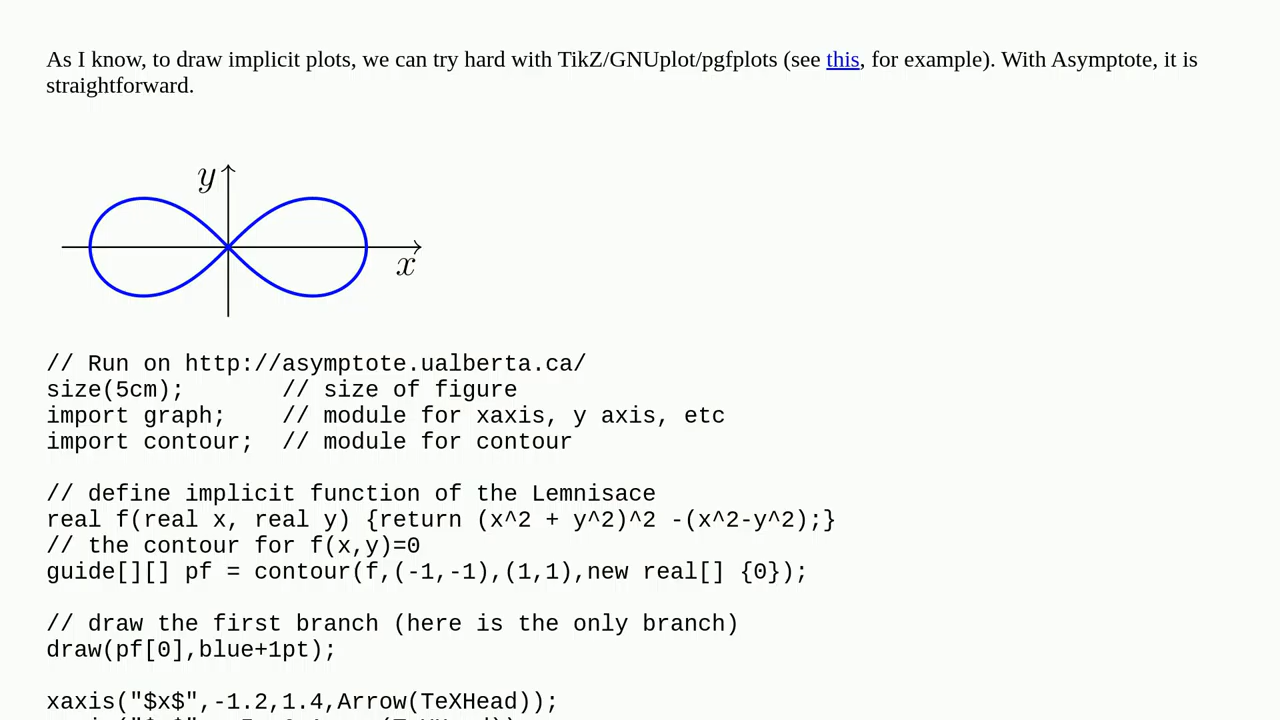 As I know, to draw implicit plots, we can try hard with TikZ/GNUplot/pgfplots (see this, for example). With Asymptote, it is
straightforward.
y
x
// Run on http://asymptote.ualberta.ca/
size(5cm);       // size of figure
import graph;    // module for xaxis, y axis, etc
import contour;  // module for contour
// define implicit function of the Lemnisace
real f(real x, real y) {return (x^2 + y^2)^2 -(x^2-y^2);}
// the contour for f(x,y)=0
guide[][] pf = contour(f,(-1,-1),(1,1),new real[] {0});
// draw the first branch (here is the only branch)
draw(pf[0],blue+1pt);
xaxis("$x$",-1.2,1.4,Arrow(TeXHead));